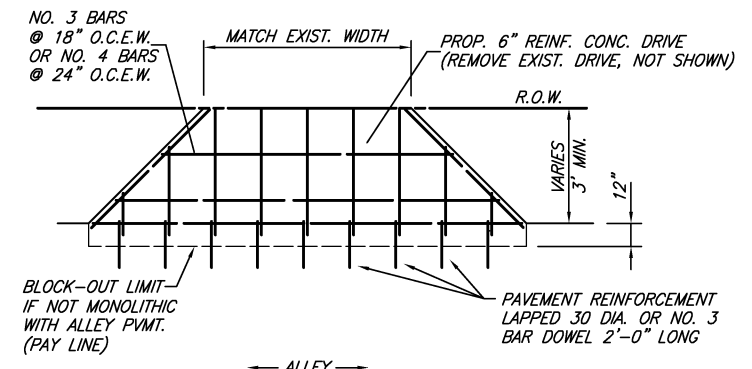 NO. 3 BARS
@ 18" O.C.E.W.
OR NO. 4 BARS
@ 24" O.C.E.W.
MATCH EXIST. WIDTH
PROP. 6" REINF. CONC. DRIVE
(REMOVE EXIST. DRIVE, NOT SHOWN)
R.O.W.
VARIES
3' MIN.
12"
BLOCK-OUT LIMIT
IF NOT MONOLITHIC
WITH ALLEY PVMT.
(PAY LINE)
PAVEMENT REINFORCEMENT
LAPPED 30 DIA. OR NO. 3
BAR DOWEL 2'-0" LONG
ALLEY